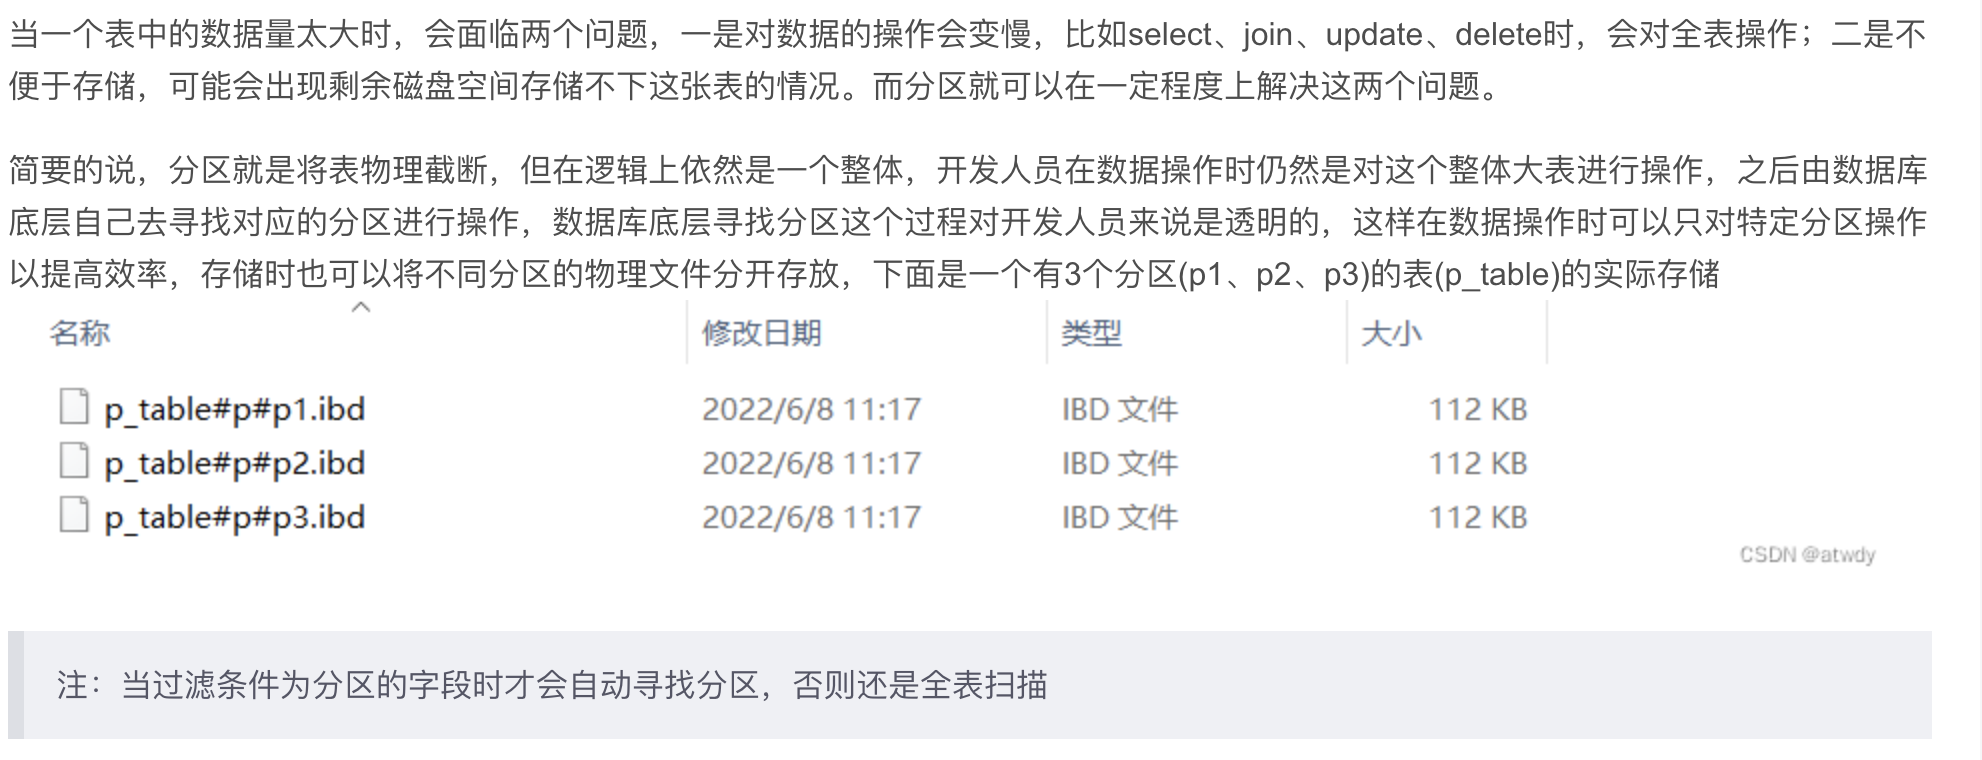 当一个表中的数据量太大时，会面临两个问题，一是对数据的操作会变慢，比如select、join、update、delete时，会对全表操作；二是不
便于存储，可能会出现剩余磁盘空间存储不下这张表的情况。而分区就可以在一定程度上解决这两个问题。
简要的说，分区就是将表物理截断，但在逻辑上依然是一个整体，开发人员在数据操作时仍然是对这个整体大表进行操作，之后由数据库
底层自己去寻找对应的分区进行操作，数据库底层寻找分区这个过程对开发人员来说是透明的，这样在数据操作时可以只对特定分区操作
以提高效率，存储时也可以将不同分区的物理文件分开存放，下面是一个有3个分区(p1、p2、p3)的表(p_table)的实际存储
名称 修改日期 类型 大小
p_table#p#p1.ibd 2022/6/8 11:17 IBD 文件 112 KB
p_table#p#p2.ibd 2022/6/8 11:17 IBD 文件 112 KB
p_table#p#p3.ibd 2022/6/8 11:17 IBD 文件 112 KB
CSDN @atwdy
注：当过滤条件为分区的字段时才会自动寻找分区，否则还是全表扫描